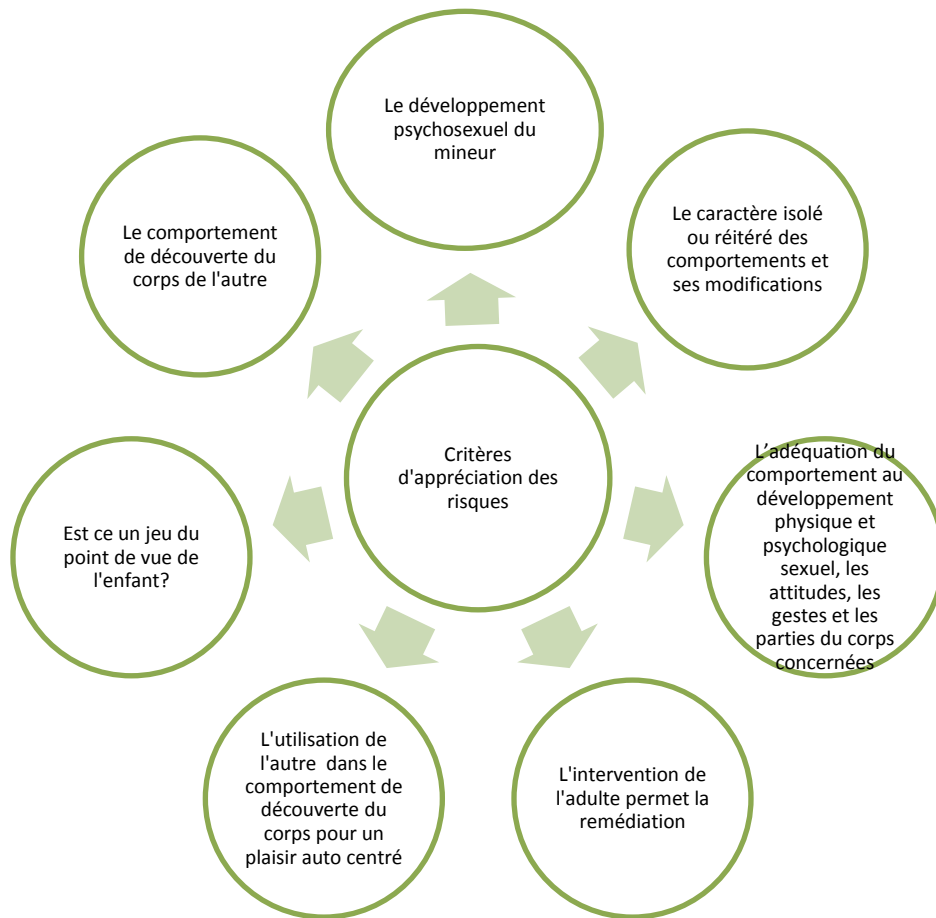 Le développement
psychosexuel du
mineur
Le caractère isolé
ou réitéré des
comportements et
ses modifications
L'adéquation du
comportement au
développement
physique et
psychologique
sexuel, les
attitudes, les
gestes et les
parties du corps
concernées
L'intervention de
l'adulte permet la
remédiation
L'utilisation de
l'autre dans le
comportement de
découverte du
corps pour un
plaisir auto centré
Est ce un jeu du
point de vue de
l'enfant?
Le comportement
de découverte du
corps de l'autre
Critères
d'appréciation des
risques